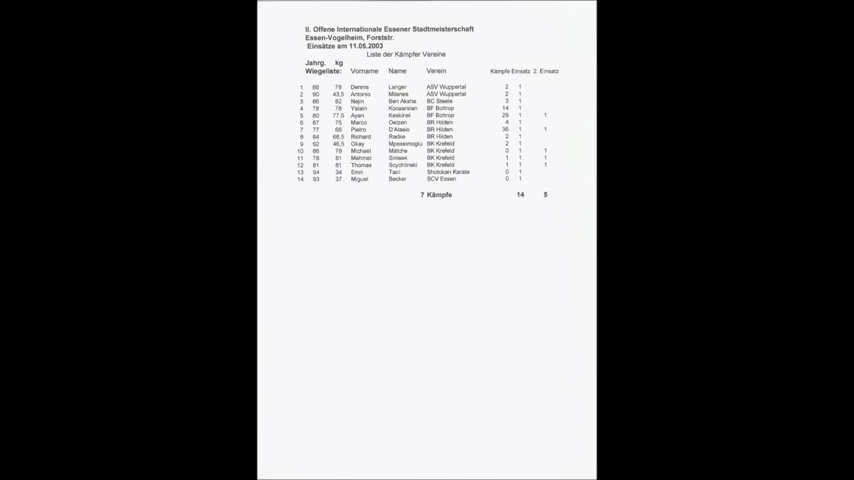 II. Offene Internationale Essener Stadtmeisterschaft
Essen-Vogelheim, Forststr.
Einsätze am 11.05.2003
Liste der Kämpfer Vereine
Jahrg. kg
Wiegeliste: Vorname Name Verein Kämpfe Einsatz 2. Einsatz
1 88 78 Dennis Langer ASV Wuppertal 2 1
2 90 43,5 Antonio Milanes ASV Wuppertal 2 1
3 86 82 Najin Ben Akaha BC Steele 3 1
4 78 78 Yalain Kocaarslan BF Bottrop 14 1
5 80 77,5 Ayan Keskinel BF Bottrop 29 1 1
6 87 75 Marco Oelzen BR Hilden 4 1
7 77 66 Pietro D'Alasio BR Hilden 36 1 1
8 84 68,5 Richard Radke BR Hilden 2 1
9 92 46,5 Okay Mpessimoglu BK Krefeld 2 1
10 86 78 Michael Mätche BK Krefeld 0 1 1
11 78 81 Mahmet Simsek BK Krefeld 1 1 1
12 81 81 Thomas Scychlinski BK Krefeld 1 1 1
13 94 34 Emri Tairi Sholokan Karate 0 1
14 93 37 Miguel Becker SCV Essen 0 1
7 Kämpfe 14 5